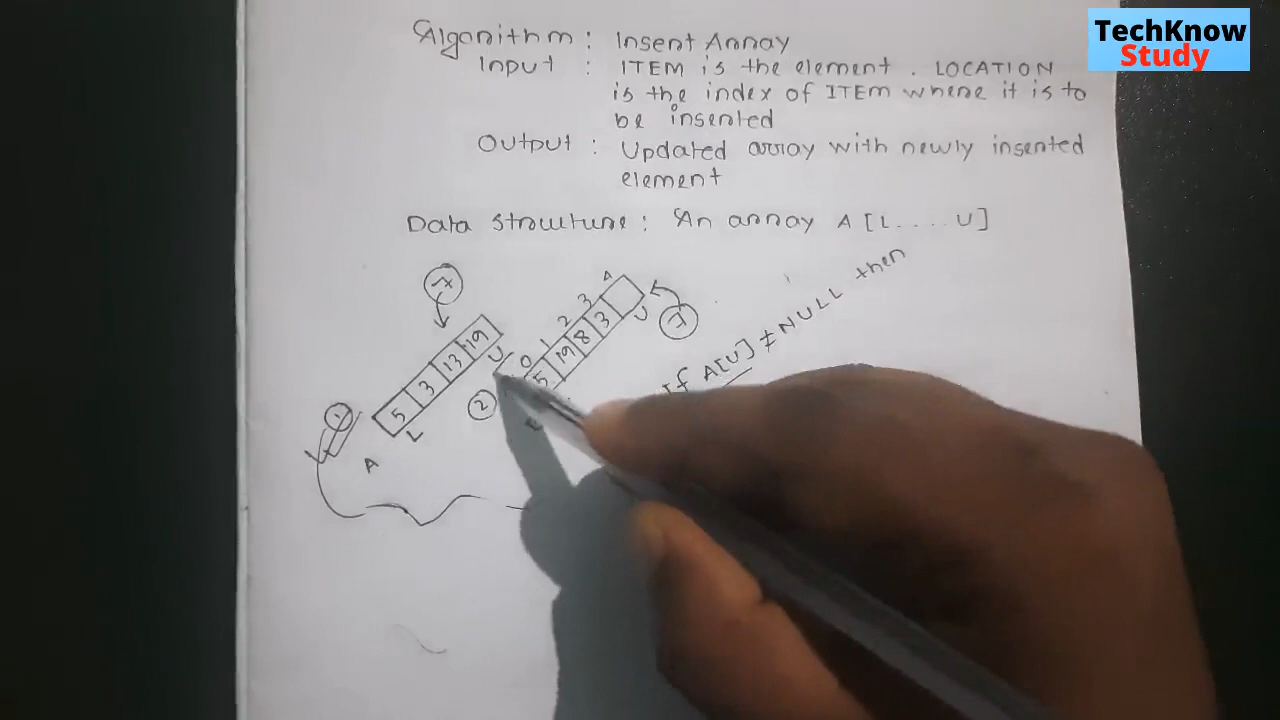 TechKnow
Study
Algorithm : Insert Array
Input : ITEM is the element . LOCATION
is the index of ITEM where it is to
be inserted
Output : Updated array with newly inserted
element
Data structure : An array A [L .... U]
7
A
0 1 2 3
5 19 8 3
U
7
If A[U] ≠ NULL then
5 3 13 19
U
L
1
A
2